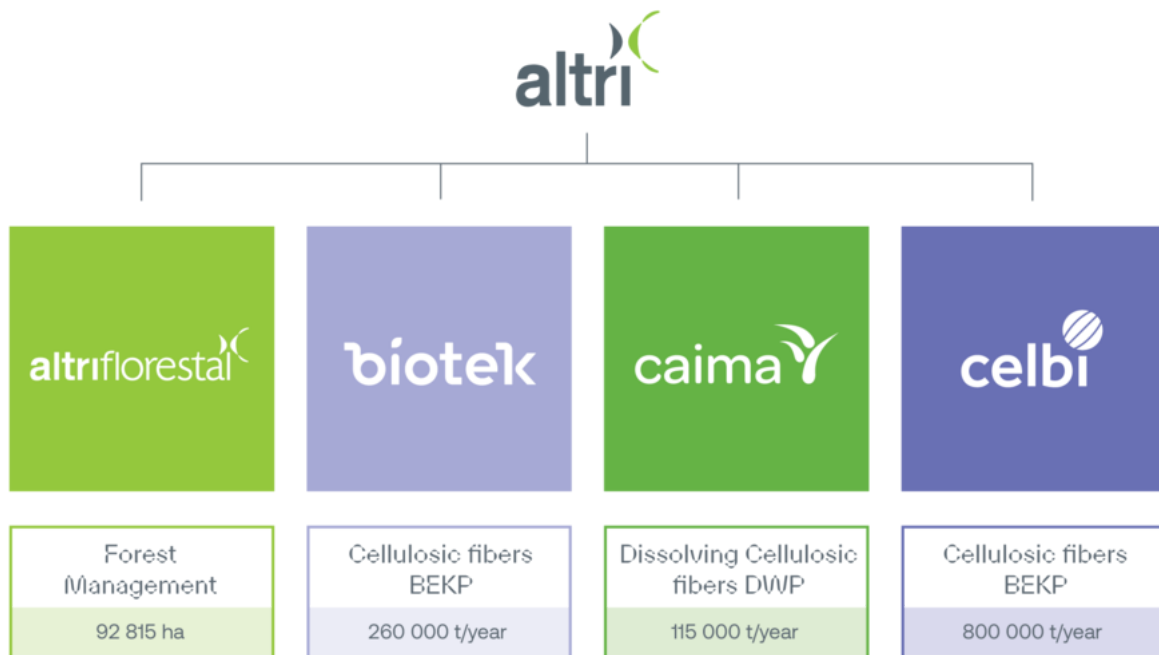 altri
altriflorestal
biotek
caima
celbi
Forest
Management
92 815 ha
Cellulosic fibers
BEKP
260 000 t/year
Dissolving Cellulosic
fibers DWP
115 000 t/year
Cellulosic fibers
BEKP
800 000 t/year